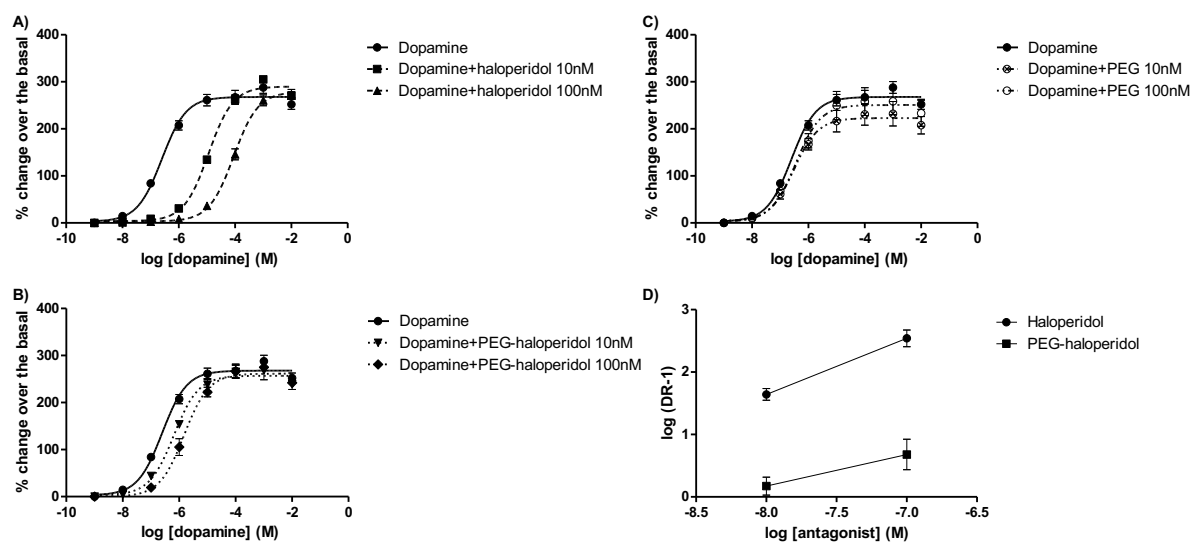 A)
% change over the basal
400
300
200
100
0
-10 -8 -6 -4 -2 0
log [dopamine] (M)
Dopamine
Dopamine+haloperidol 10nM
Dopamine+haloperidol 100nM
C)
% change over the basal
400
300
200
100
0
-10 -8 -6 -4 -2 0
log [dopamine] (M)
Dopamine
Dopamine+PEG 10nM
Dopamine+PEG 100nM
B)
% change over the basal
400
300
200
100
0
-10 -8 -6 -4 -2 0
log [dopamine] (M)
Dopamine
Dopamine+PEG-haloperidol 10nM
Dopamine+PEG-haloperidol 100nM
D)
log (DR-1)
3
2
1
0
-8.5 -8.0 -7.5 -7.0 -6.5
log [antagonist] (M)
Haloperidol
PEG-haloperidol